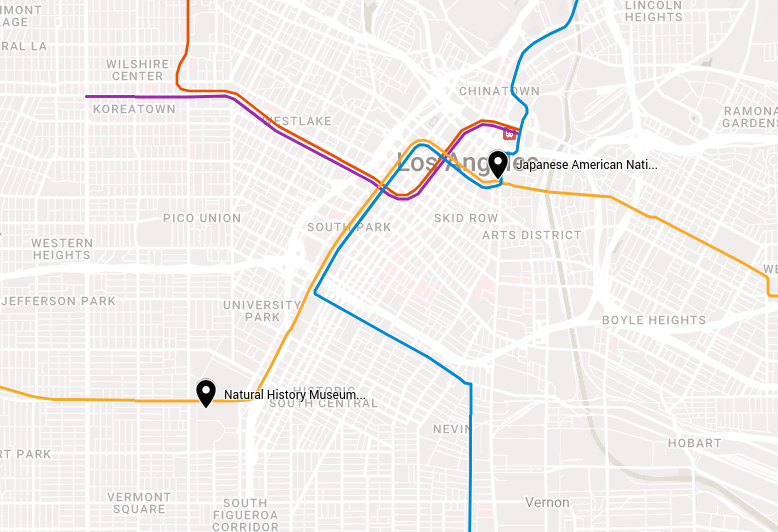 LINCOLN
HEIGHTS
IMONT
LAGE
RAL LA
WILSHIRE
CENTER
KOREATOWN
CHINATOWN
WESTLAKE
RAMONA
GARDENS
Los Angeles
Japanese American Nati...
PICO UNION
SOUTH PARK
SKID ROW
ARTS DISTRICT
WESTERN
HEIGHTS
WE
JEFFERSON PARK
UNIVERSITY
PARK
BOYLE HEIGHTS
Natural History Museum...
HISTORIC
SOUTH CENTRAL
NEVIN
HOBART
RT PARK
VERMONT
SQUARE
SOUTH
FIGUEROA
CORRIDOR
Vernon